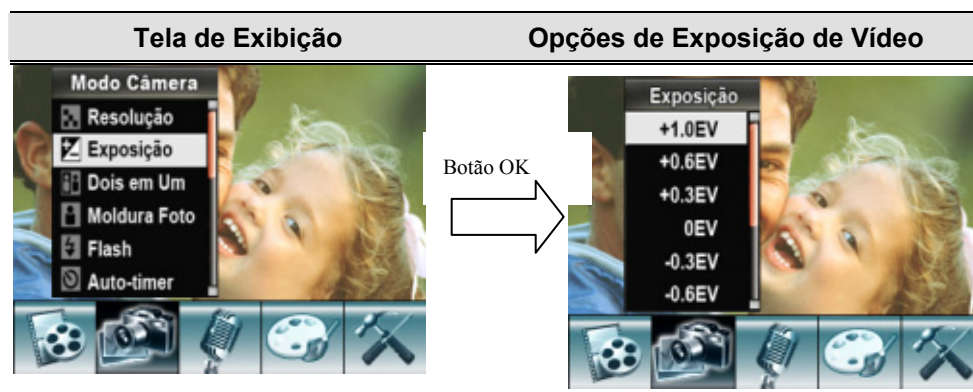 Tela de Exibição
Opções de Exposição de Vídeo
Modo Câmera
Resolução
Exposição
Dois em Um
Moldura Foto
Flash
Auto-timer
Botão OK
Exposição
+1.0EV
+0.6EV
+0.3EV
0EV
-0.3EV
-0.6EV